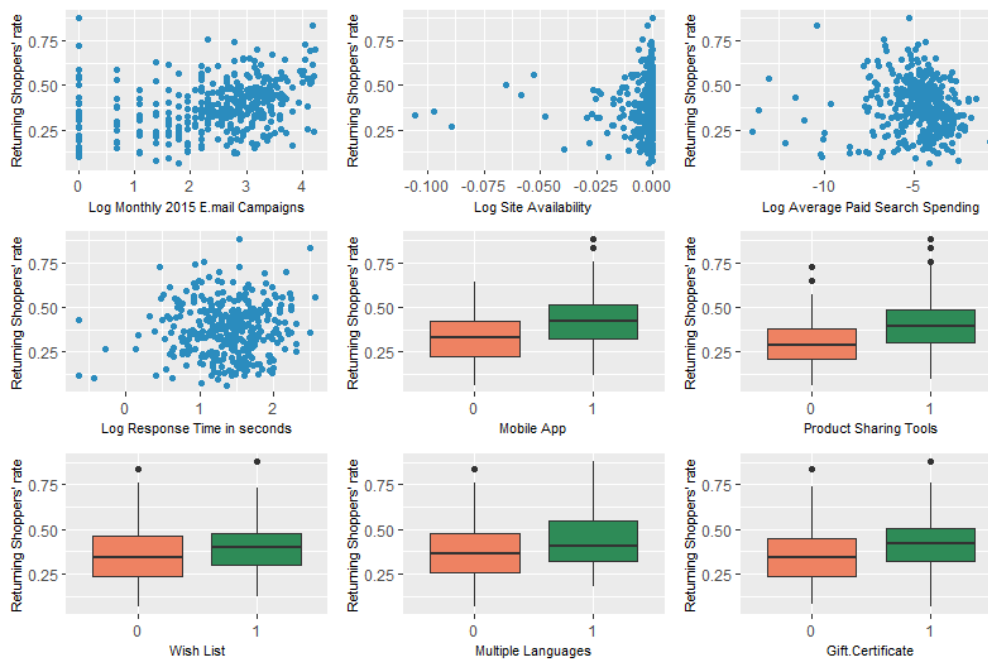 Returning Shoppers' rate
0.75
0.50
0.25
0 1 2 3 4
Log Monthly 2015 E.mail Campaigns
Returning Shoppers' rate
0.75
0.50
0.25
-0.100 -0.075 -0.050 -0.025 0.000
Log Site Availability
Returning Shoppers' rate
0.75
0.50
0.25
-10 -5
Log Average Paid Search Spending
Returning Shoppers' rate
0.75
0.50
0.25
0 1 2
Log Response Time in seconds
Returning Shoppers' rate
0.75
0.50
0.25
0 1
Mobile App
Returning Shoppers' rate
0.75
0.50
0.25
0 1
Product Sharing Tools
Returning Shoppers' rate
0.75
0.50
0.25
0 1
Wish List
Returning Shoppers' rate
0.75
0.50
0.25
0 1
Multiple Languages
Returning Shoppers' rate
0.75
0.50
0.25
0 1
Gift.Certificate